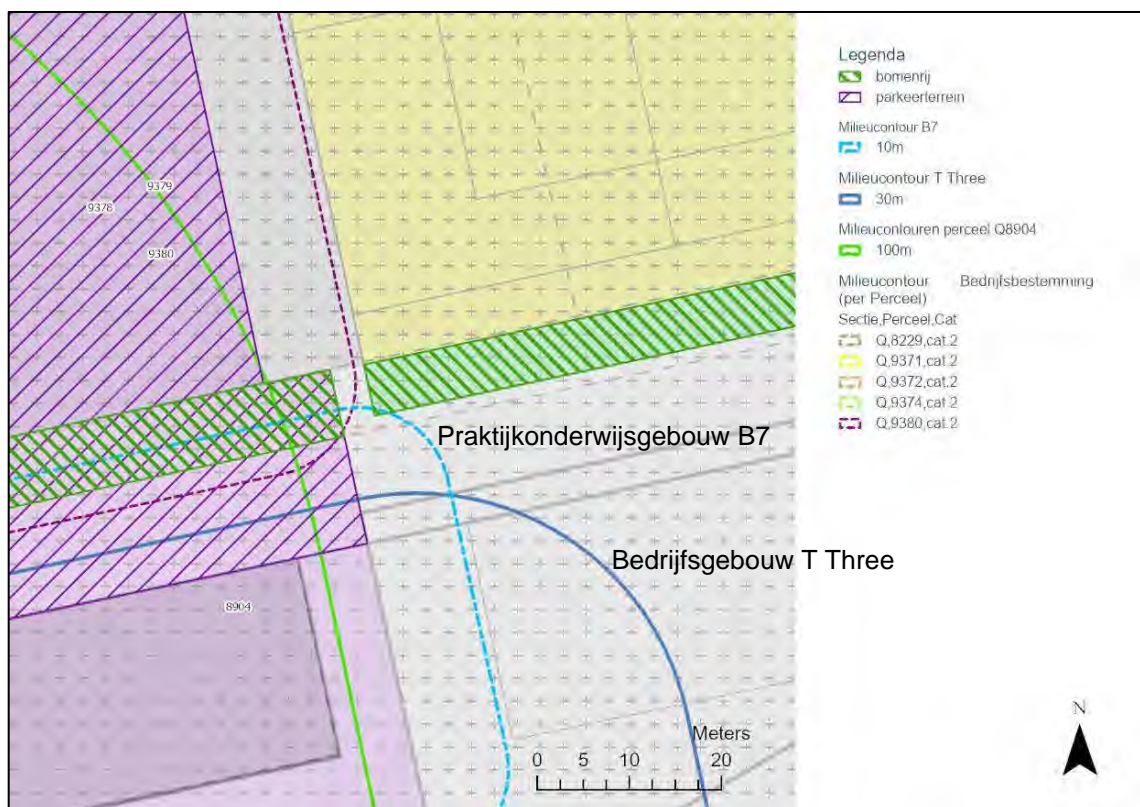 9379
9378
9380
Praktijkonderwijsgebouw B7
Bedrijfsgebouw T Three
8904
Meters
0 5 10 20
Legenda
bomenrij
parkeerterrein
Milieucontour B7
10m
Milieucontour T Three
30m
Milieucontouren perceel Q8904
100m
Milieucontour Bedrijfsbestemming
(per Perceel)
Sectie,Perceel,Cat
Q,8229,cat.2
Q,9371,cat.2
Q,9372,cat.2
Q,9374,cat.2
Q,9380,cat.2
N